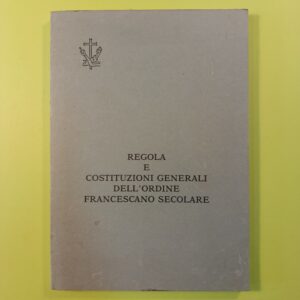 REGOLA
E
COSTITUZIONI GENERALI
DELL'ORDINE
FRANCESCANO SECOLARE